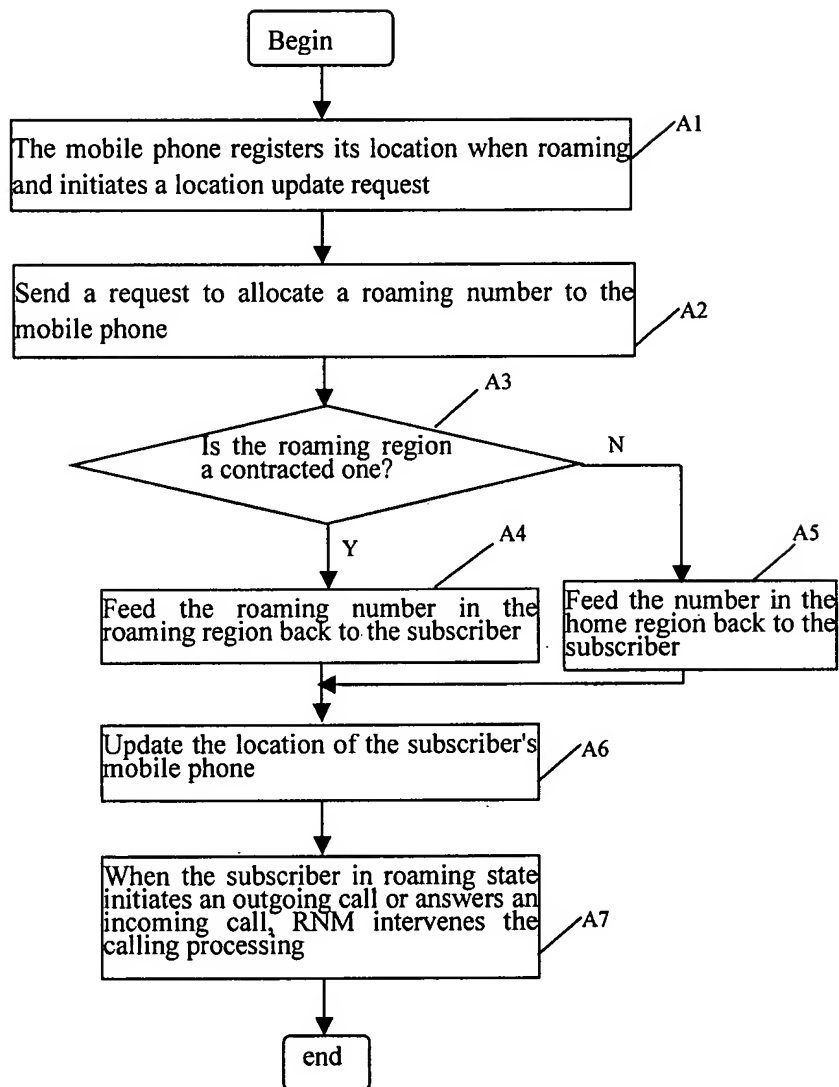 Begin
A1
The mobile phone registers its location when roaming
and initiates a location update request
Send a request to allocate a roaming number to the
mobile phone
A2
A3
Is the roaming region
a contracted one?
N
Y
A4
A5
Feed the roaming number in the
roaming region back to the subscriber
Feed the number in the
home region back to the
subscriber
Update the location of the subscriber's
mobile phone
A6
When the subscriber in roaming state
initiates an outgoing call or answers an
incoming call, RNM intervenes the
calling processing
A7
end